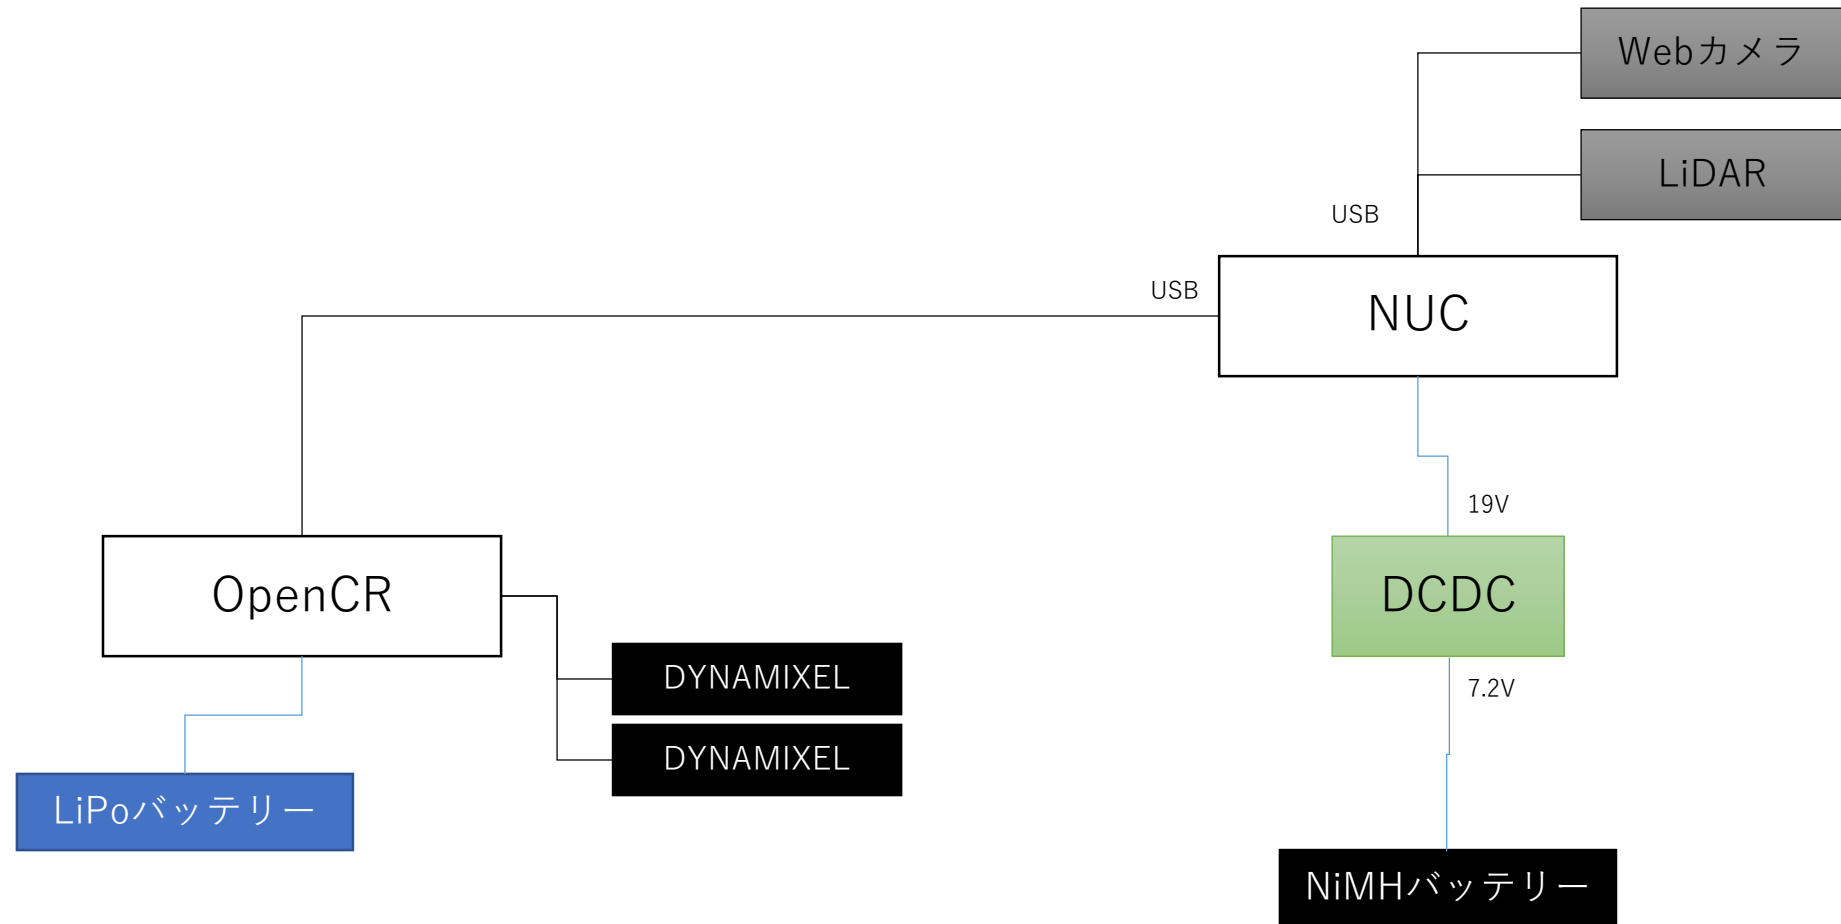 Webカメラ
LiDAR
USB
USB
NUC
19V
OpenCR
DCDC
DYNAMIXEL
7.2V
DYNAMIXEL
LiPoバッテリー
NiMHバッテリー